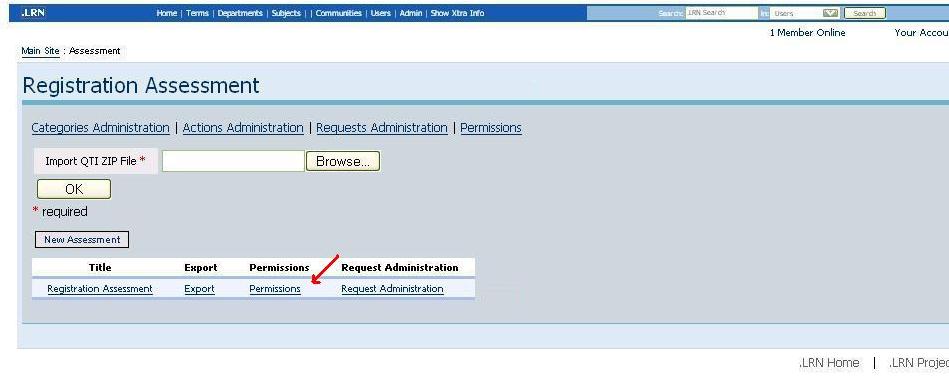 .LRN Home | Terms | Departments | Subjects | | Communities | Users | Admin | Show Xtra Info Search: .LRN Search In: Users Search
1 Member Online Your Accou
Main Site : Assessment
Registration Assessment
Categories Administration | Actions Administration | Requests Administration | Permissions
Import QTI ZIP File * Browse...
OK
* required
New Assessment
Title Export Permissions Request Administration
Registration Assessment Export Permissions Request Administration
.LRN Home | .LRN Projec